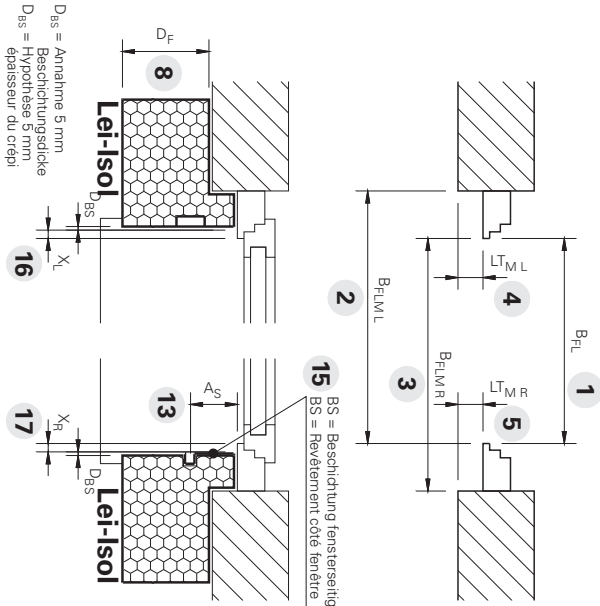 1
B_FL
4
LT_M L
5
LT_M R
2
B_FLM L
3
B_FLM R
15 BS = Beschichtung fensterseitig
BS = Revêtement côté fenêtre
13
A_S
8
D_F
Lei-Isol
Lei-Isol
D_BS
D_BS
16
X_L
17
X_R
D_BS = Annahme 5 mm
Beschichtungsdicke
D_BS = Hypothèse 5 mm
épaisseur du crépi